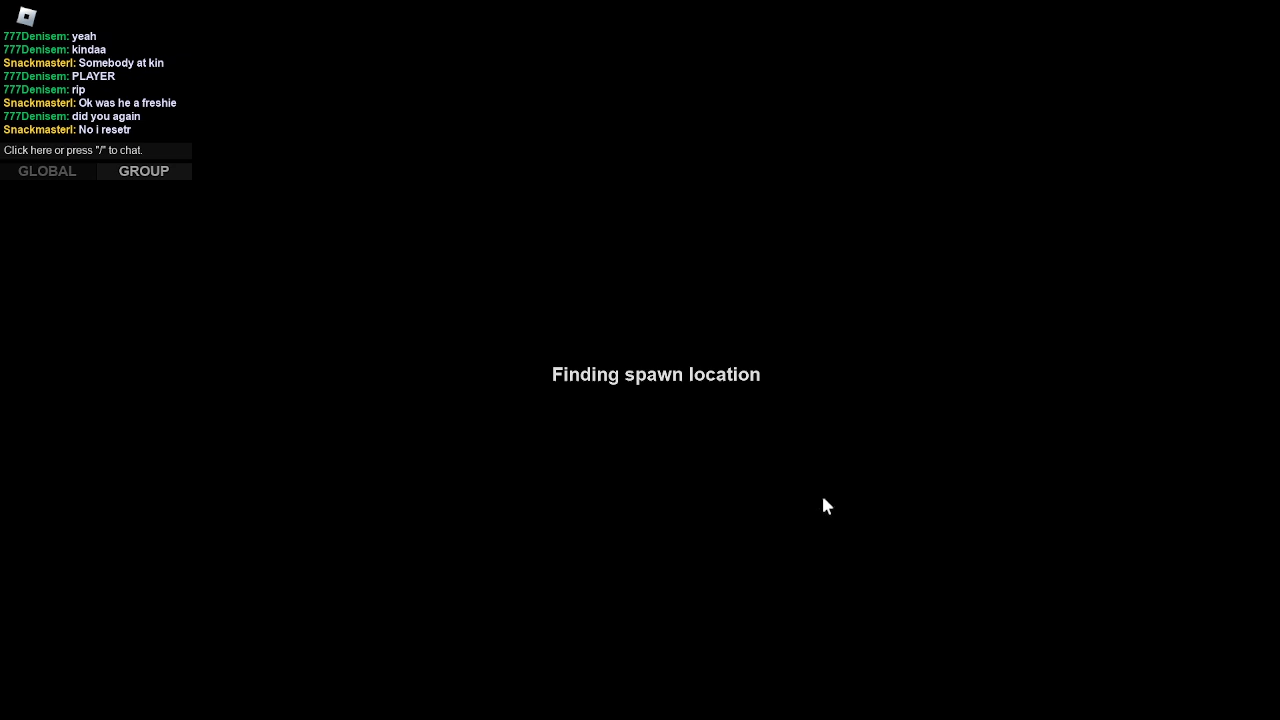 777Denisem: yeah
777Denisem: kindaa
Snackmasterl: Somebody at kin
777Denisem: PLAYER
777Denisem: rip
Snackmasterl: Ok was he a freshie
777Denisem: did you again
Snackmasterl: No i resetr
Click here or press "/" to chat.
GLOBAL GROUP
Finding spawn location